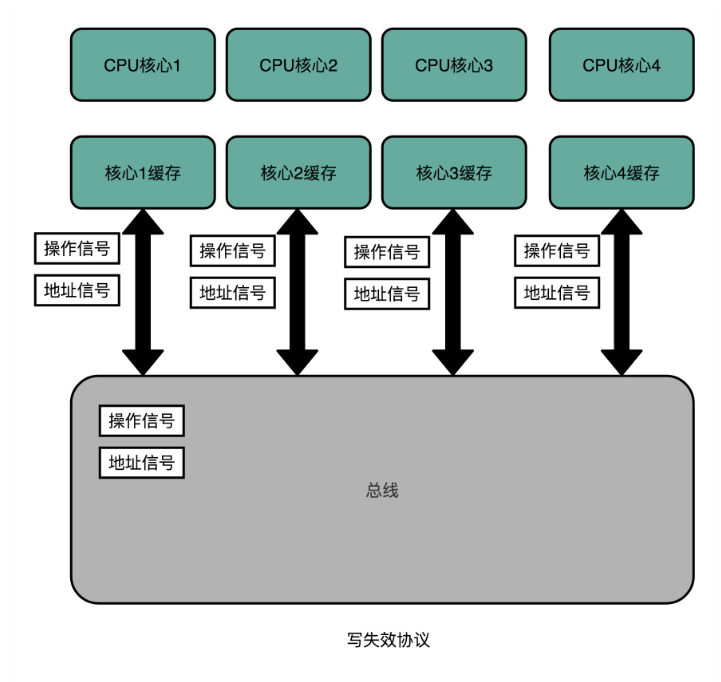 CPU核心1
CPU核心2
CPU核心3
CPU核心4
核心1缓存
核心2缓存
核心3缓存
核心4缓存
操作信号
地址信号
操作信号
地址信号
操作信号
地址信号
操作信号
地址信号
操作信号
地址信号
总线
写失效协议